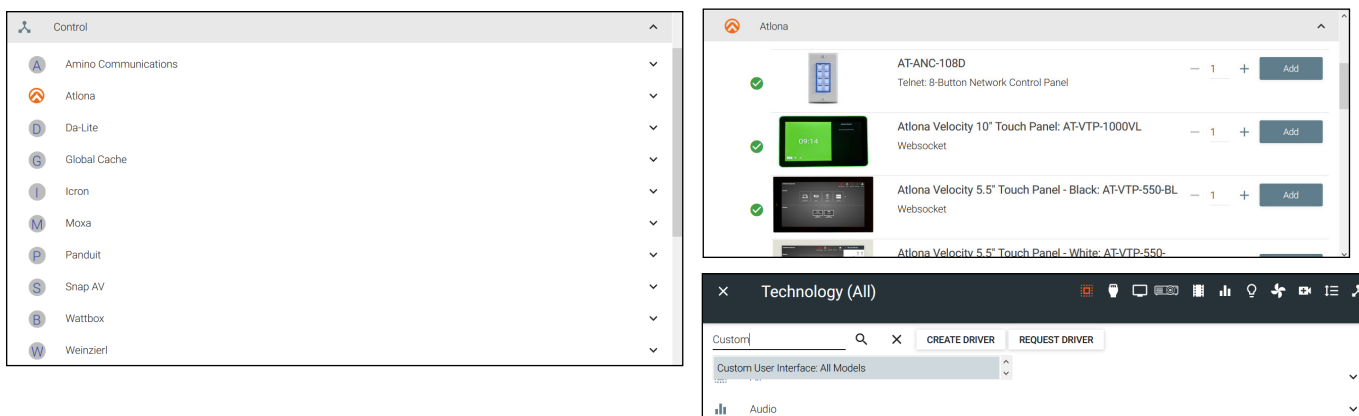 Control
A Amino Communications
Atlona
D Da-Lite
G Global Cache
I Icron
M Moxa
P Panduit
S Snap AV
B Wattbox
W Weinzierl
Atlona
AT-ANC-108D
Telnet: 8-Button Network Control Panel
— 1 + Add
09:14
Atlona Velocity 10" Touch Panel: AT-VTP-1000VL
Websocket
— 1 + Add
Atlona Velocity 5.5" Touch Panel - Black: AT-VTP-550-BL
Websocket
— 1 + Add
Atlona Velocity 5.5" Touch Panel - White: AT-VTP-550-
Technology (All)
Custom
CREATE DRIVER REQUEST DRIVER
Custom User Interface: All Models
Audio